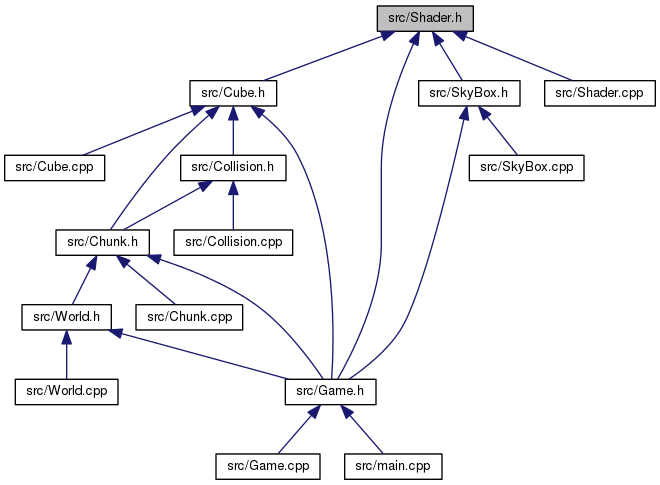 src/Shader.h
src/Cube.h
src/SkyBox.h
src/Shader.cpp
src/Cube.cpp
src/Collision.h
src/SkyBox.cpp
src/Chunk.h
src/Collision.cpp
src/World.h
src/Chunk.cpp
src/World.cpp
src/Game.h
src/Game.cpp
src/main.cpp